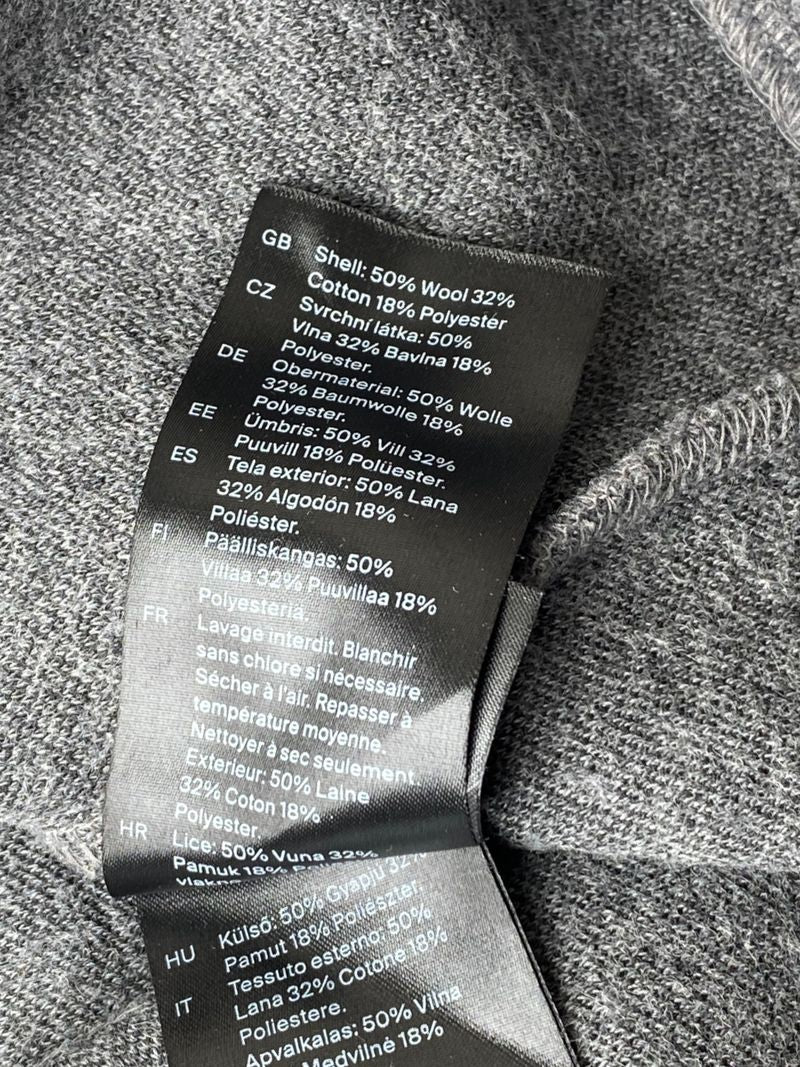 GB Shell: 50% Wool 32%
Cotton 18% Polyester
CZ Svrchní látka: 50%
Vlna 32% Bavlna 18%
Polyester.
DE Obermaterial: 50% Wolle
32% Baumwolle 18%
Polyester.
EE Ümbris: 50% Vill 32%
Puuvill 18% Polüester.
ES Tela exterior: 50% Lana
32% Algodón 18%
Poliéster.
FI Päälliskangas: 50%
Villaa 32% Puuvillaa 18%
Polyesteria.
FR Lavage interdit. Blanchir
sans chlore si nécessaire.
Sécher à l'air. Repasser à
température moyenne.
Nettoyer à sec seulement.
Exterieur: 50% Laine
32% Coton 18%
Polyester.
HR Lice: 50% Vuna 32%
Pamuk 18%
HU Külső: 50% Gyapjú 32%
Pamut 18% Poliészter.
IT Tessuto esterno: 50%
Lana 32% Cotone 18%
Poliestere.
Apvalkalas: 50% Vilna
Medvilnė 18%